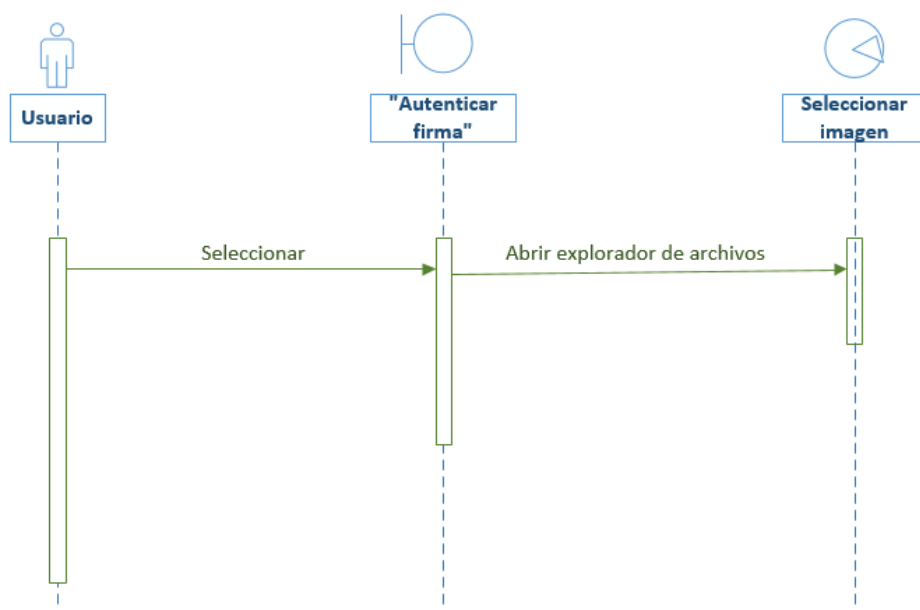 Usuario
"Autenticar
firma"
Seleccionar
imagen
Seleccionar
Abrir explorador de archivos